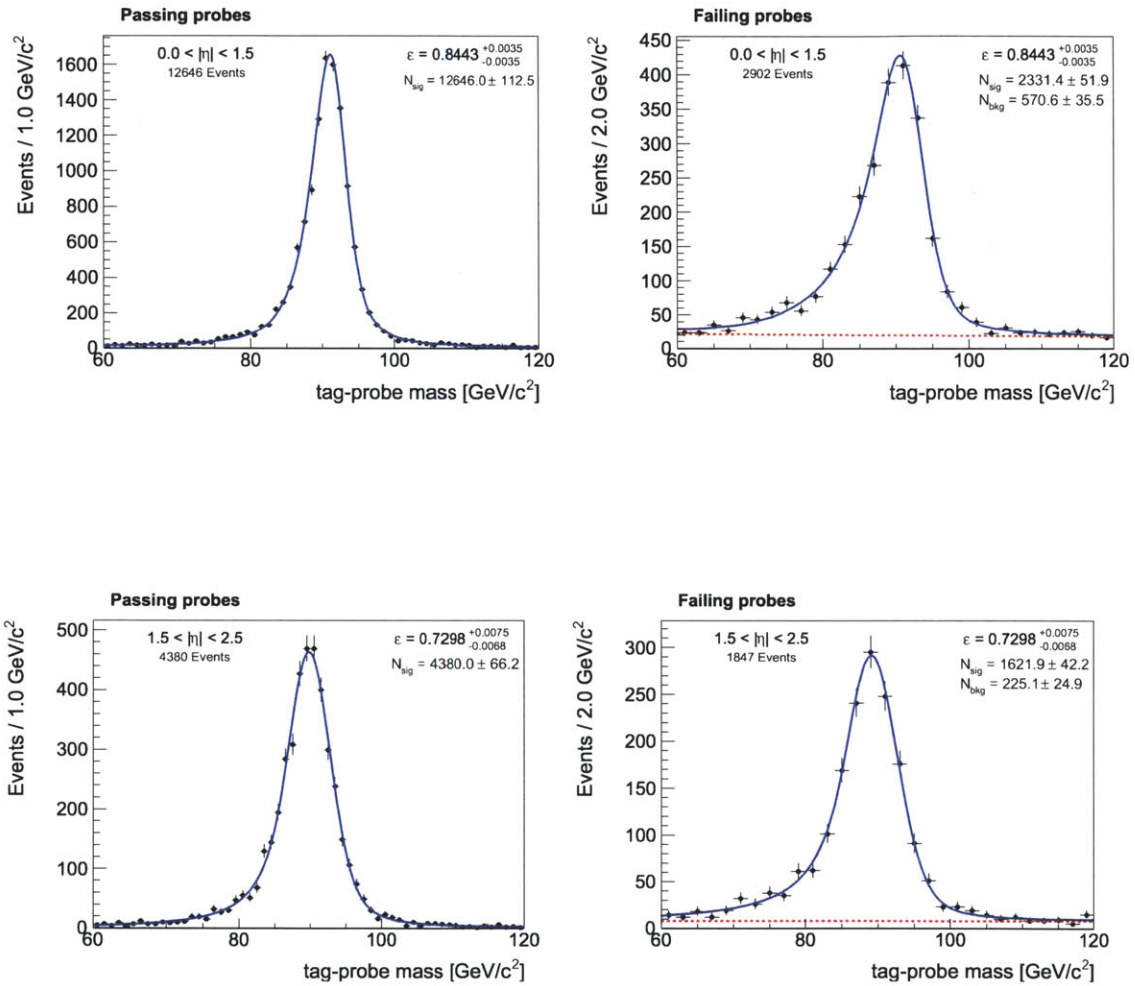 Passing probes
0.0 < |η| < 1.5
12646 Events
ε = 0.8443 +0.0035 -0.0035
N_sig = 12646.0 ± 112.5
Events / 1.0 GeV/c²
1600
1400
1200
1000
800
600
400
200
0
60 80 100 120
tag-probe mass [GeV/c²]
Failing probes
0.0 < |η| < 1.5
2902 Events
ε = 0.8443 +0.0035 -0.0035
N_sig = 2331.4 ± 51.9
N_bkg = 570.6 ± 35.5
Events / 2.0 GeV/c²
450
400
350
300
250
200
150
100
50
0
60 80 100 120
tag-probe mass [GeV/c²]
Passing probes
1.5 < |η| < 2.5
4380 Events
ε = 0.7298 +0.0075 -0.0068
N_sig = 4380.0 ± 66.2
Events / 1.0 GeV/c²
500
400
300
200
100
0
60 80 100 120
tag-probe mass [GeV/c²]
Failing probes
1.5 < |η| < 2.5
1847 Events
ε = 0.7298 +0.0075 -0.0068
N_sig = 1621.9 ± 42.2
N_bkg = 225.1 ± 24.9
Events / 2.0 GeV/c²
300
250
200
150
100
50
0
60 80 100 120
tag-probe mass [GeV/c²]